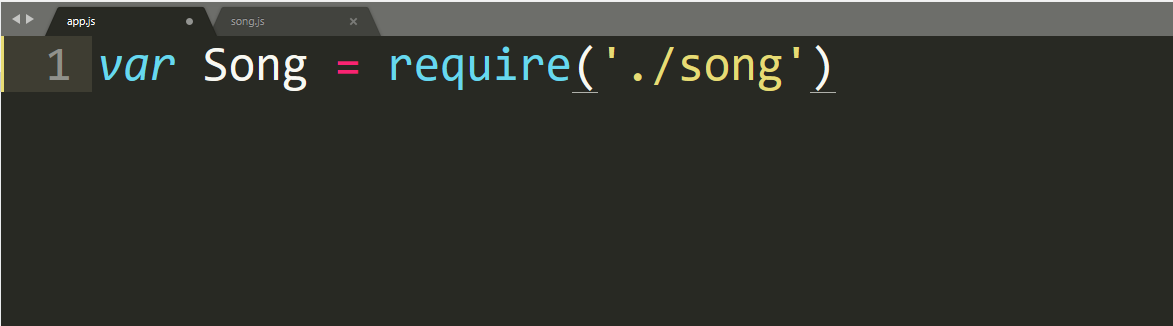 app.js
song.js
1 var Song = require('./song')